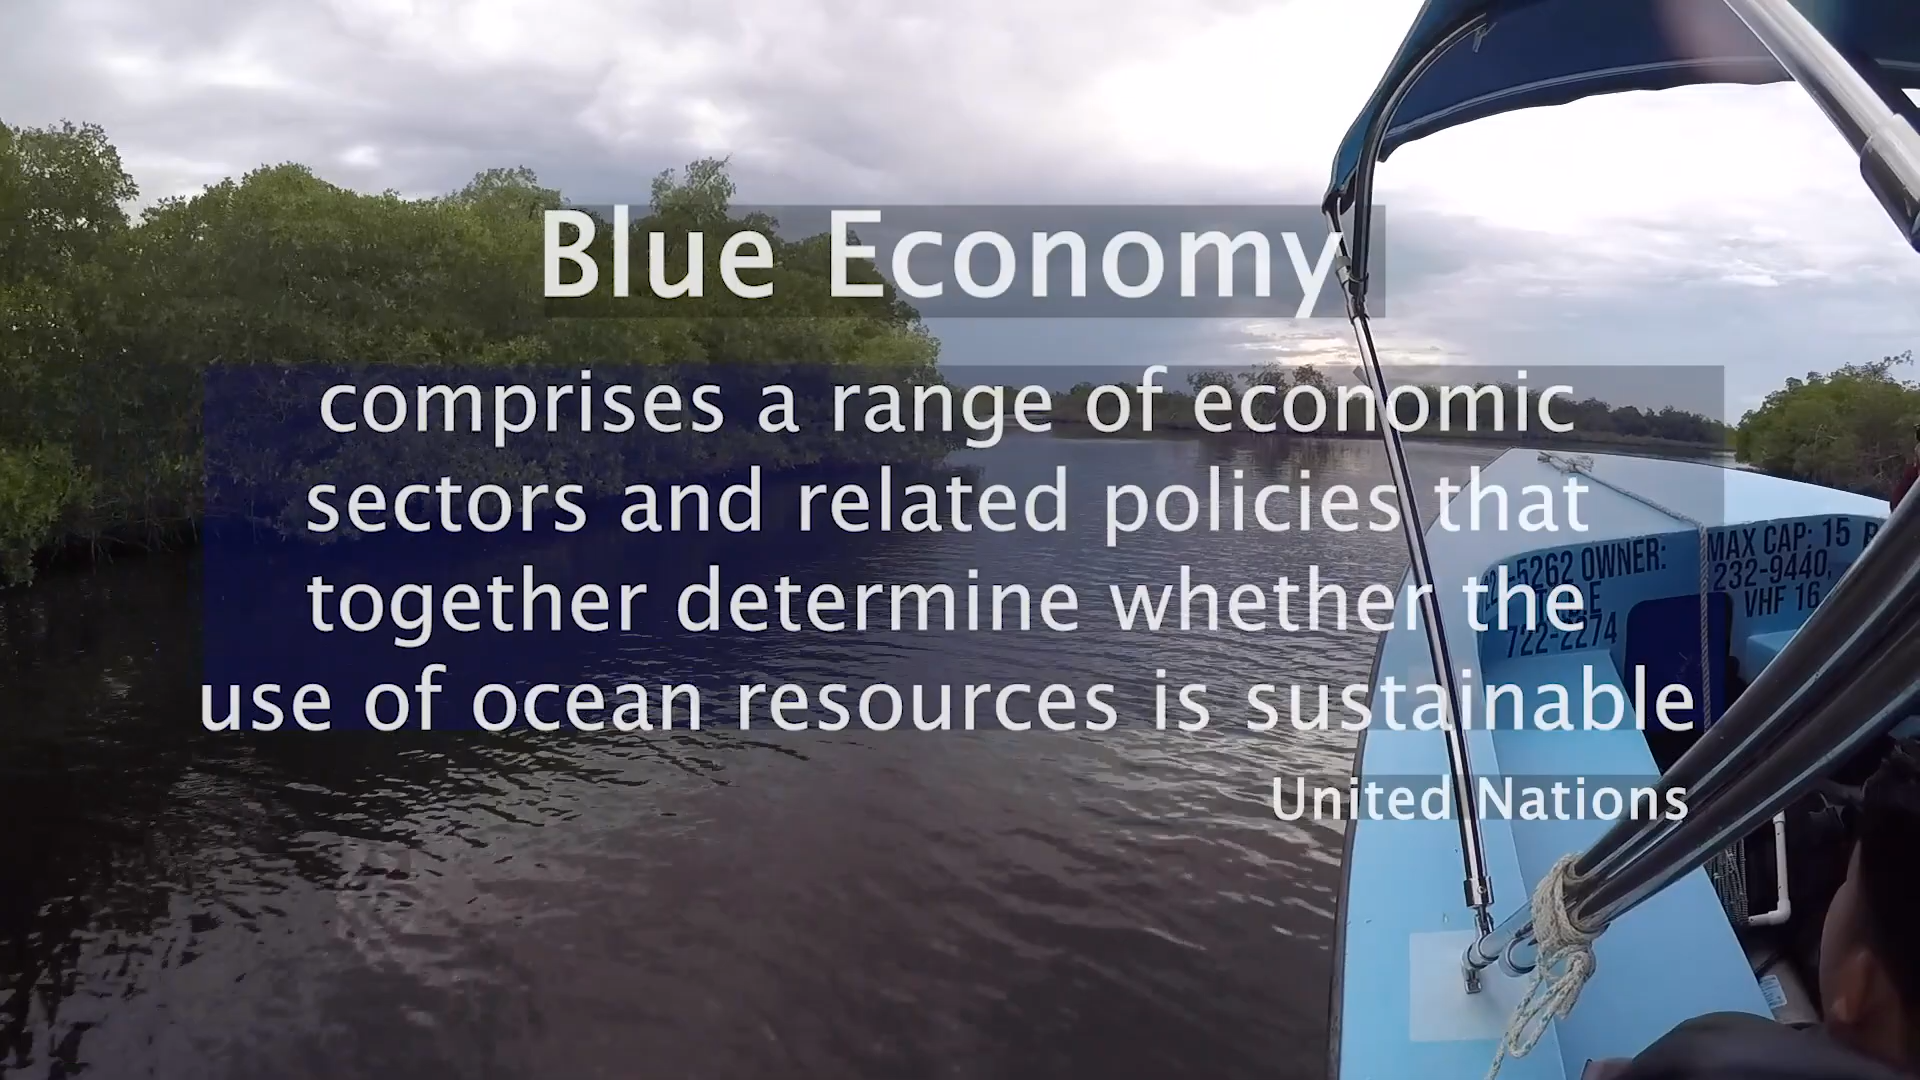 Blue Economy
comprises a range of economic
sectors and related policies that
together determine whether the
use of ocean resources is sustainable
United Nations
5262 OWNER:
722-2274
MAX CAP: 15
232-9440,
VHF 16